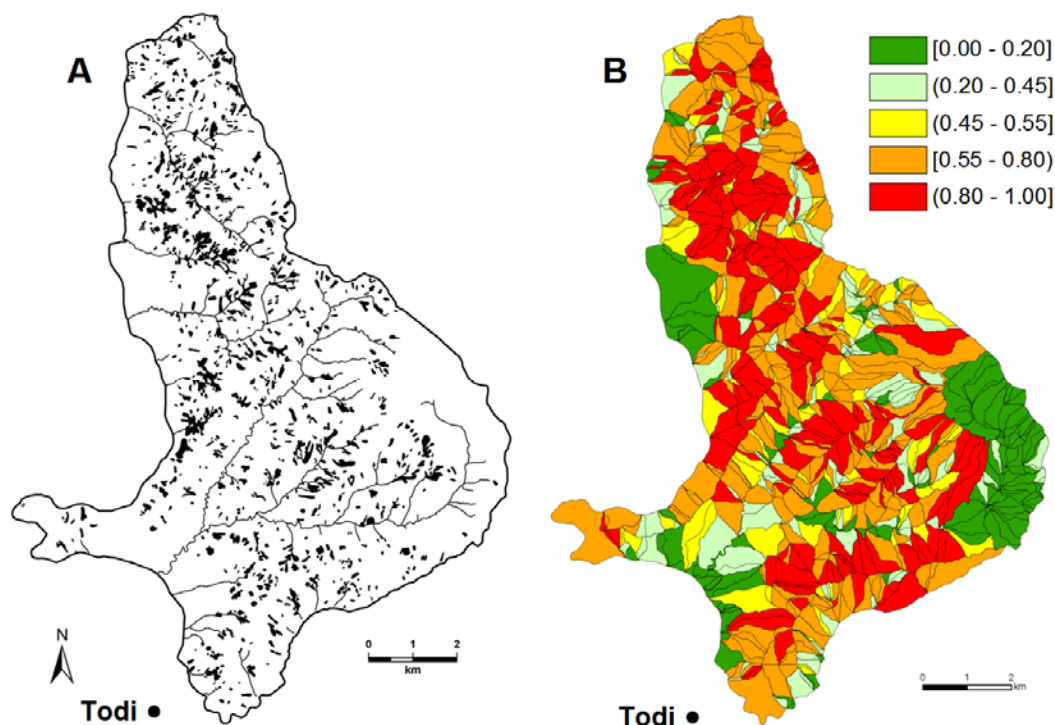 A
B
[0.00 - 0.20]
(0.20 - 0.45]
(0.45 - 0.55]
[0.55 - 0.80)
(0.80 - 1.00]
N
0 1 2
km
0 1 2
km
Todi
Todi